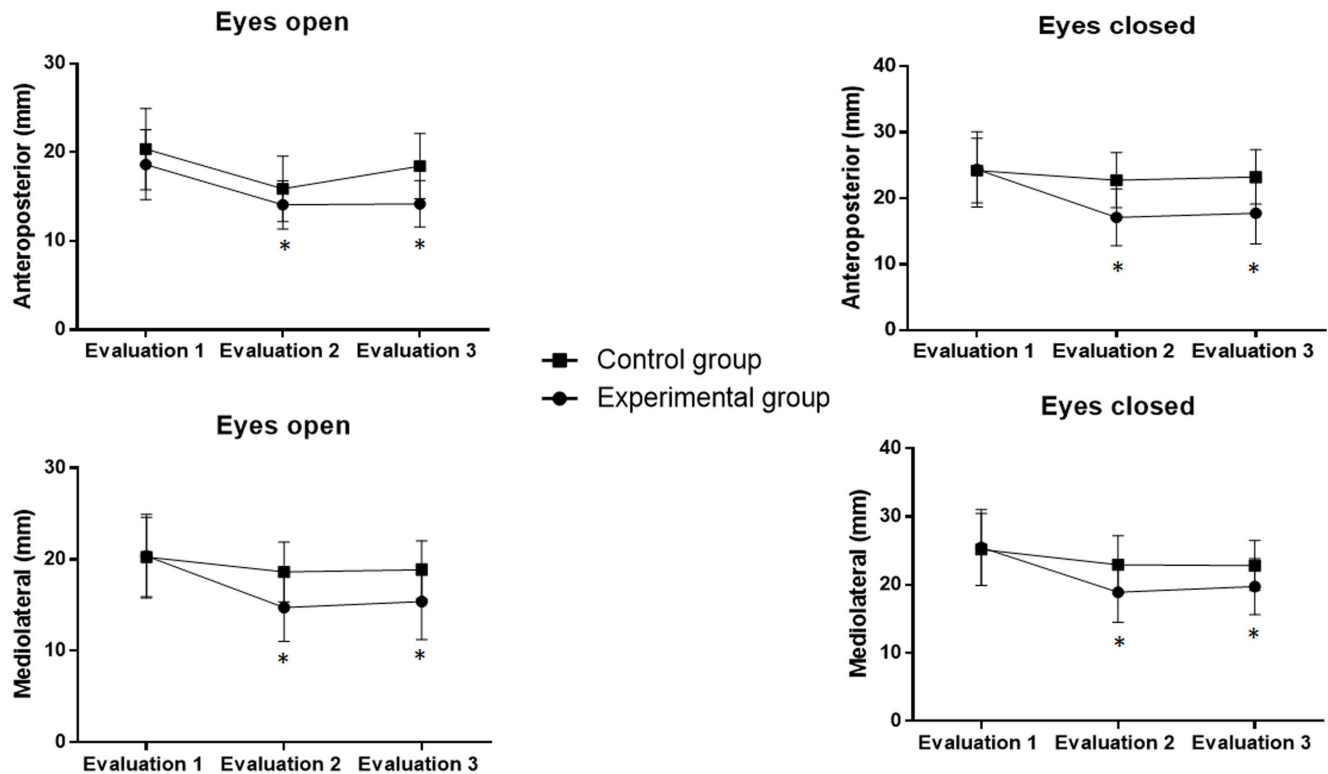 Eyes open
Anteroposterior (mm)
30
20
10
0
Evaluation 1 Evaluation 2 Evaluation 3
*
*
Eyes closed
Anteroposterior (mm)
40
30
20
10
0
Evaluation 1 Evaluation 2 Evaluation 3
*
*
Control group
Experimental group
Eyes open
Mediolateral (mm)
30
20
10
0
Evaluation 1 Evaluation 2 Evaluation 3
*
*
Eyes closed
Mediolateral (mm)
40
30
20
10
0
Evaluation 1 Evaluation 2 Evaluation 3
*
*